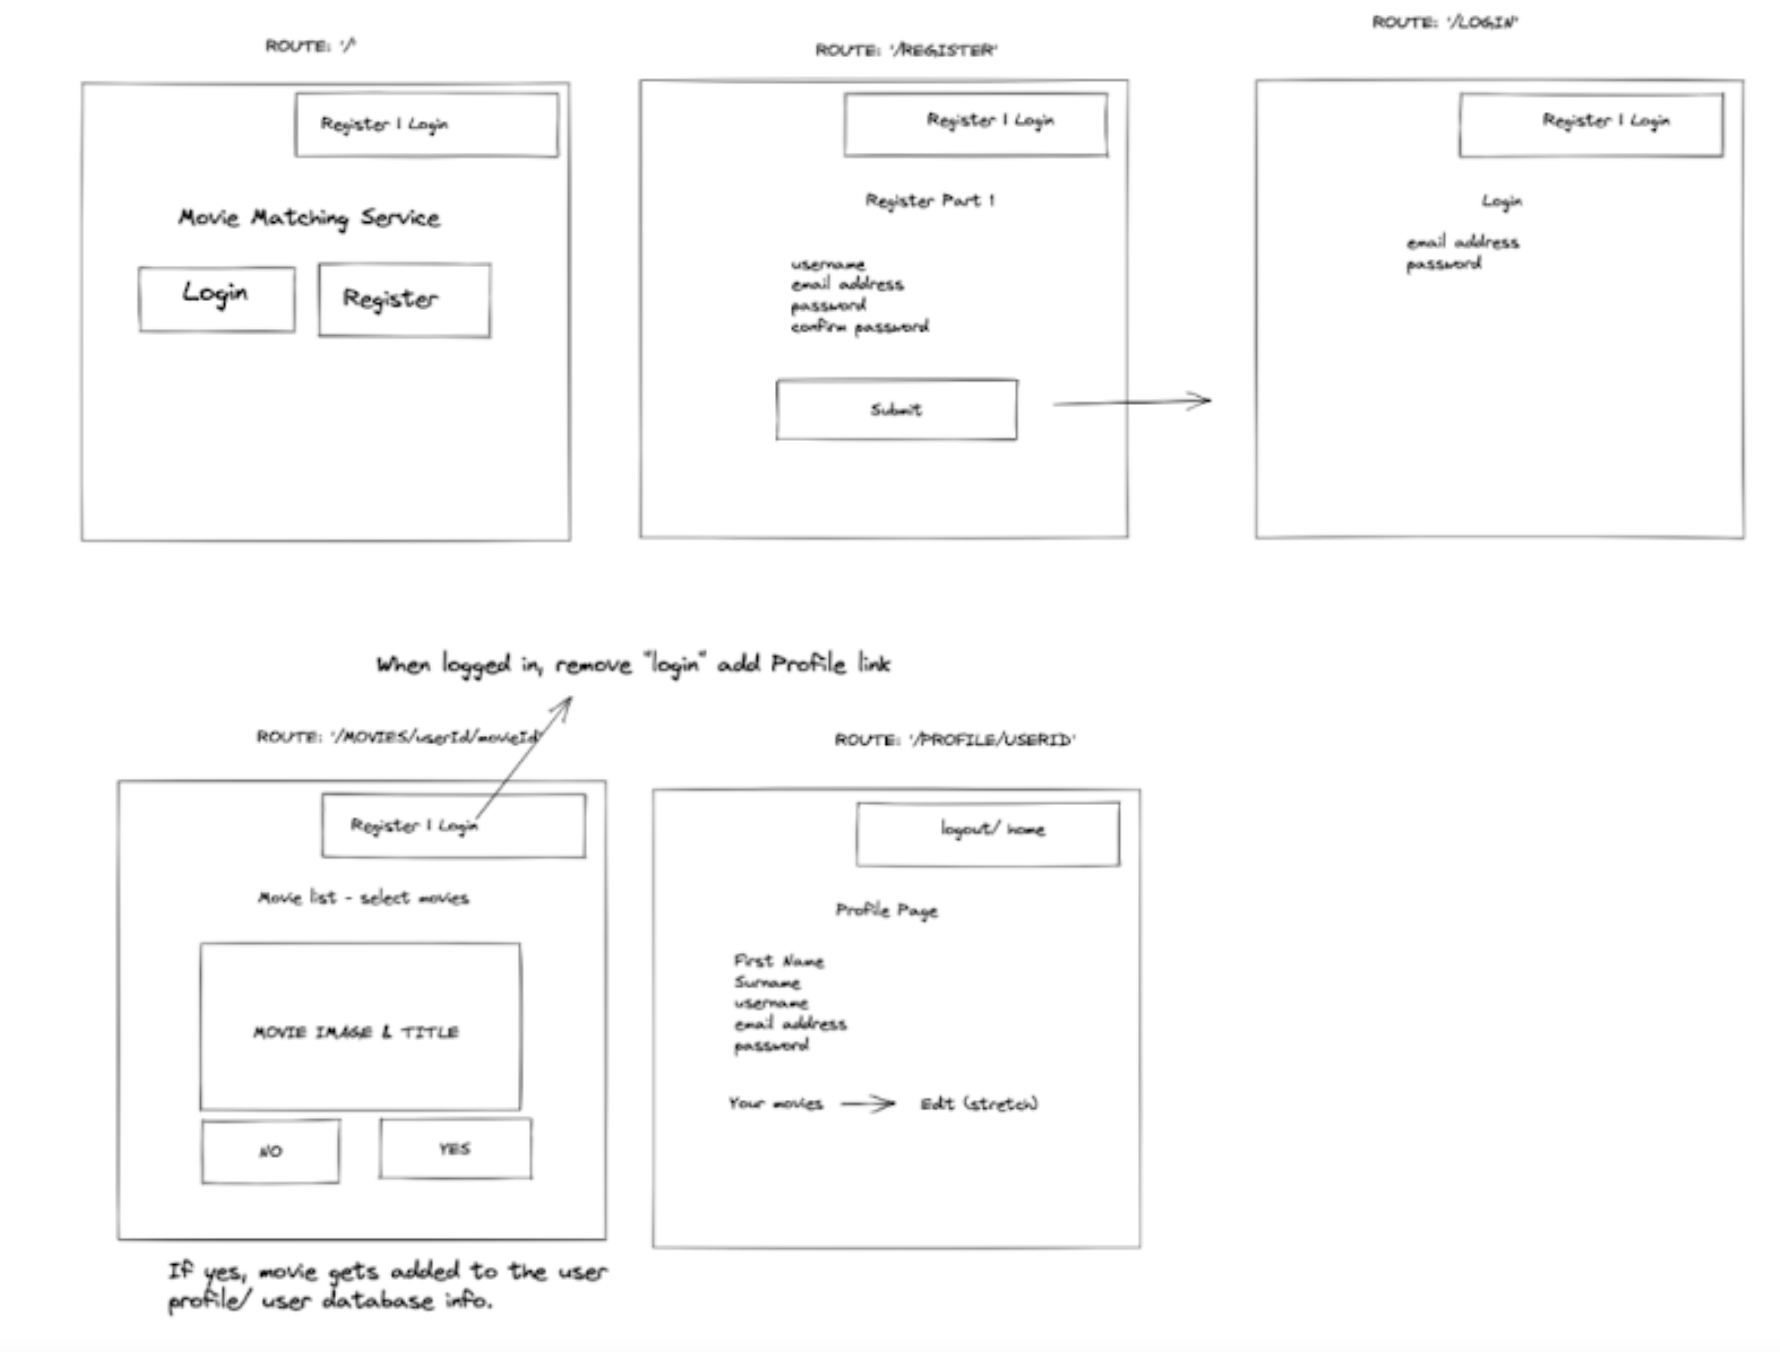 ROUTE: '/'
Register | Login
Movie Matching Service
Login
Register
ROUTE: '/REGISTER'
Register | Login
Register Part 1
username
email address
password
confirm password
Submit
ROUTE: '/LOGIN'
Register | Login
Login
email address
password
When logged in, remove "login" add Profile link
ROUTE: '/MOVIES/userId/movieId'
Register | Login
Movie list - select movies
MOVIE IMAGE & TITLE
NO
YES
If yes, movie gets added to the user
profile/ user database info.
ROUTE: '/PROFILE/USERID'
logout/ home
Profile Page
First Name
Surname
username
email address
password
Your movies
Edit (stretch)